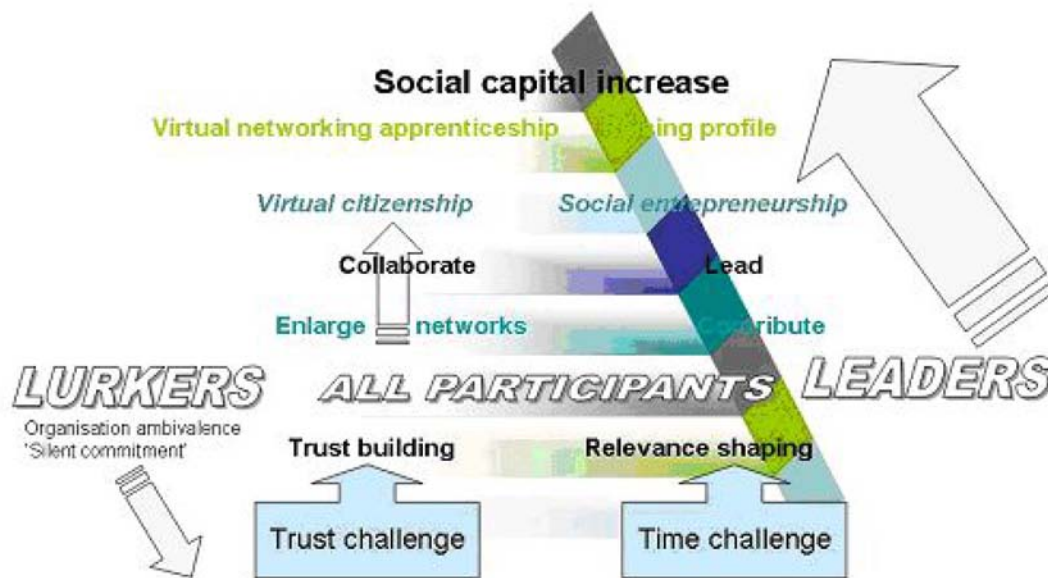 Social capital increase
Virtual networking apprenticeship profile
Virtual citizenship Social entrepreneurship
Collaborate Lead
Enlarge networks Contribute
LURKERS ALL PARTICIPANTS LEADERS
Organisation ambivalence
'Silent commitment'
Trust building Relevance shaping
Trust challenge Time challenge